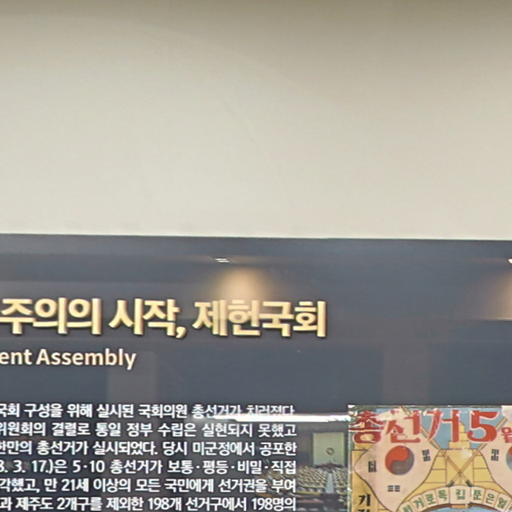 주의의 시작, 제헌국회
ent Assembly
국회 구성을 위해 실시된 국회의원 총선거가 치러졌다.
위원회의 결렬로 통일 정부 수립은 실현되지 못했고
한만의 총선거가 실시되었다. 당시 미군정에서 공포한
3. 3. 17.)은 5·10 총선거가 보통·평등·비밀·직접
각했고, 만 21세 이상의 모든 국민에게 선거권을 부여
과 제주도 2개구를 제외한 198개 선거구에서 198명의
총선거5월